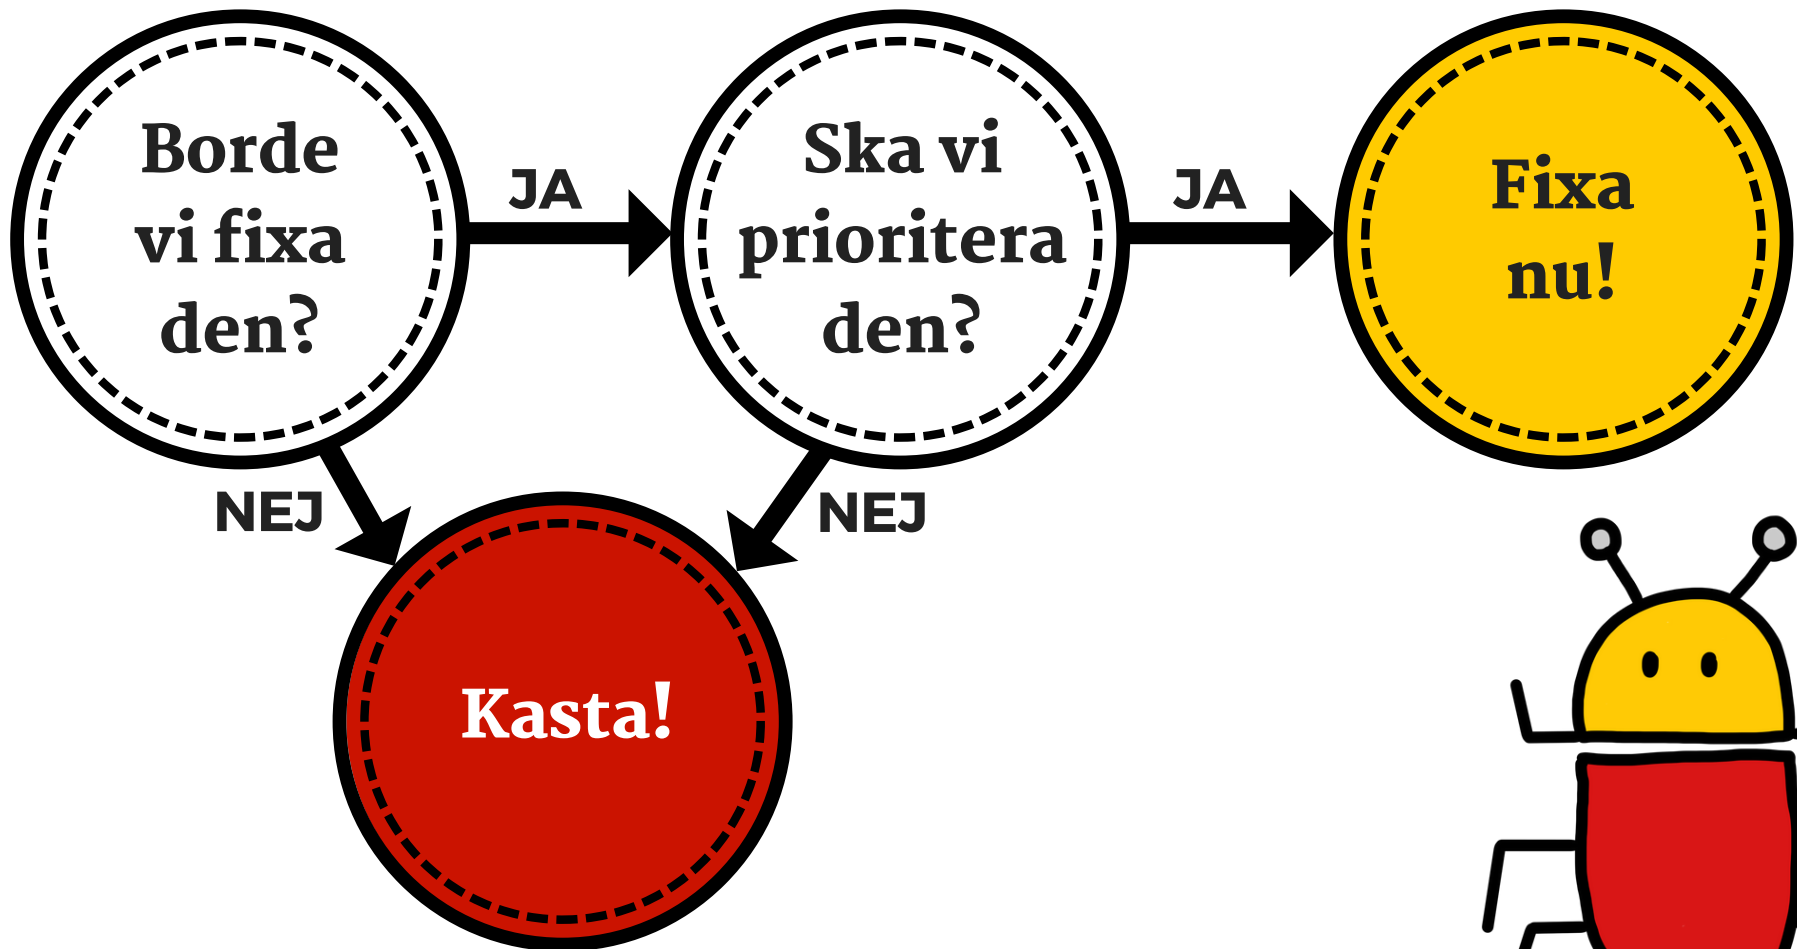 Borde
vi fixa
den?
JA
Ska vi
prioritera
den?
JA
Fixa
nu!
NEJ
NEJ
Kasta!